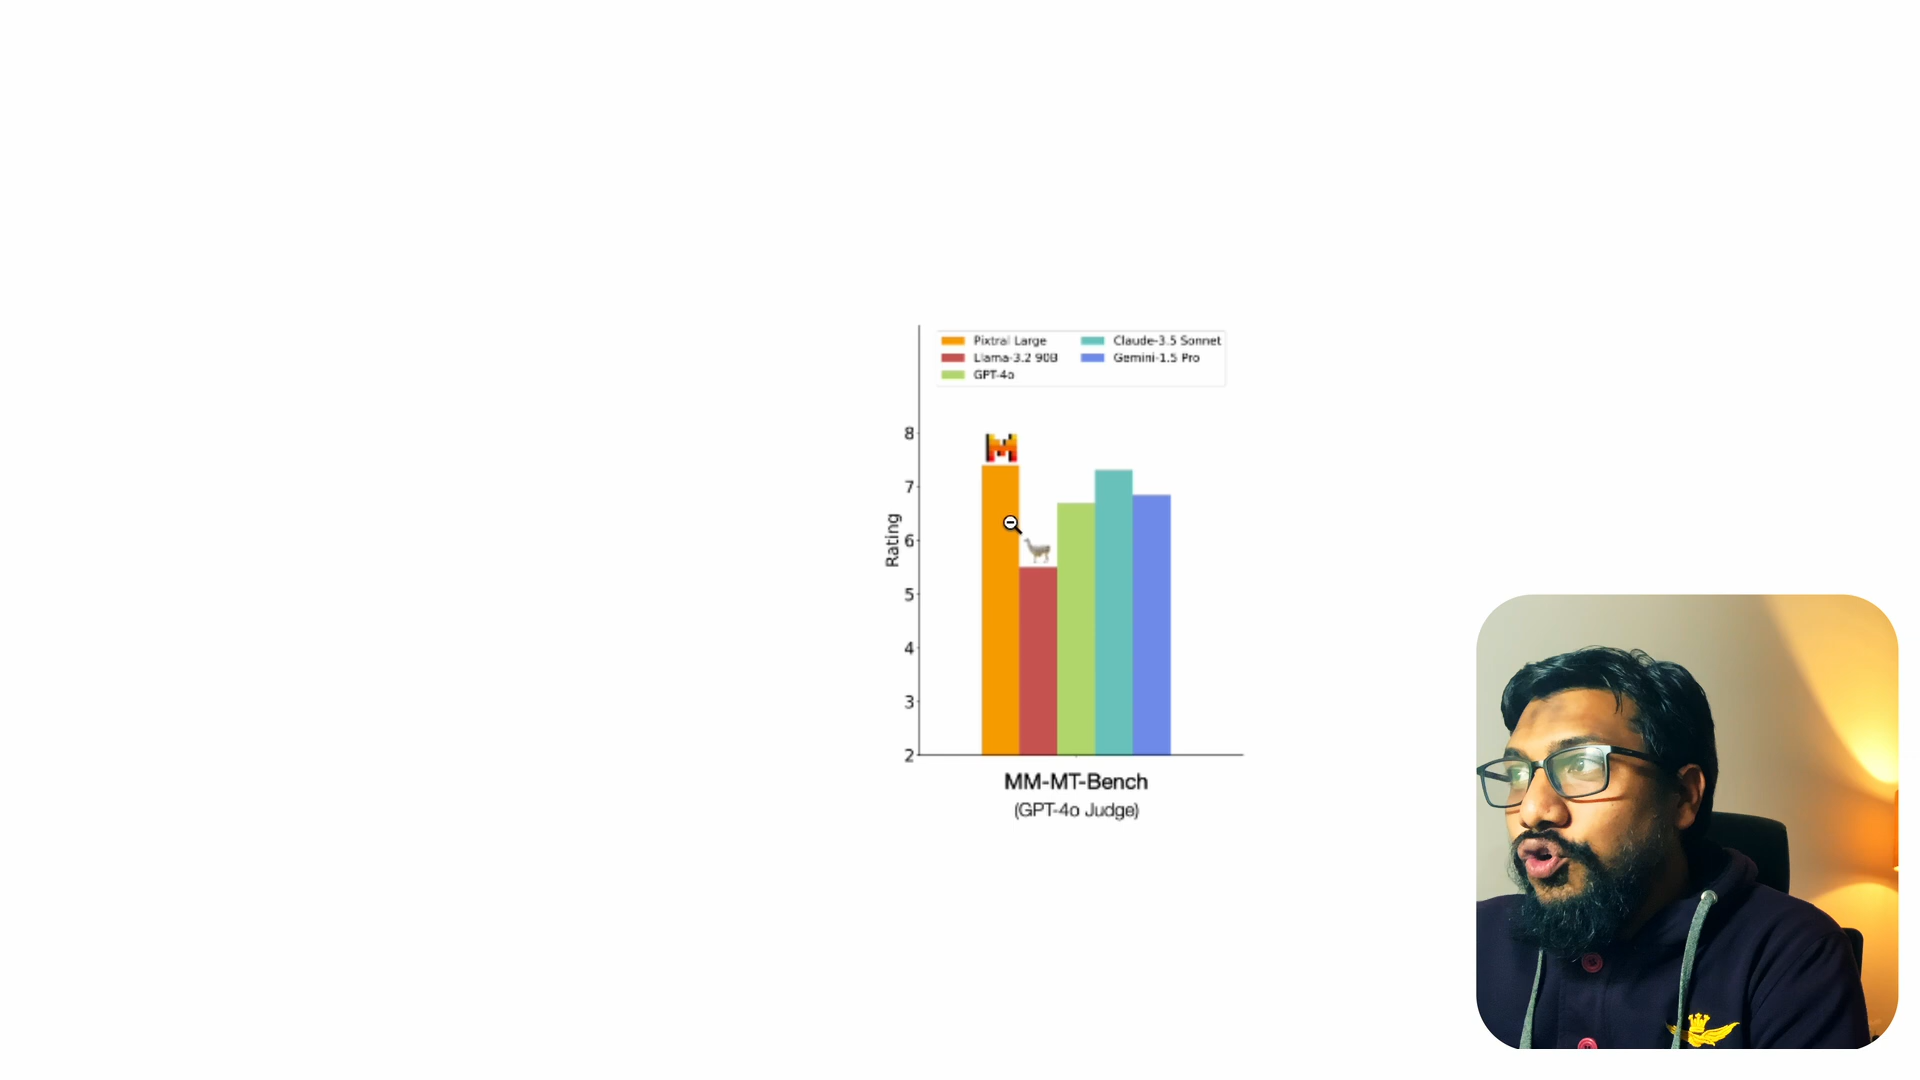 Pixtral Large
Llama-3.2 90B
GPT-4o
Claude-3.5 Sonnet
Gemini-1.5 Pro
8
7
6
5
4
3
2
Rating
MM-MT-Bench
(GPT-4o Judge)